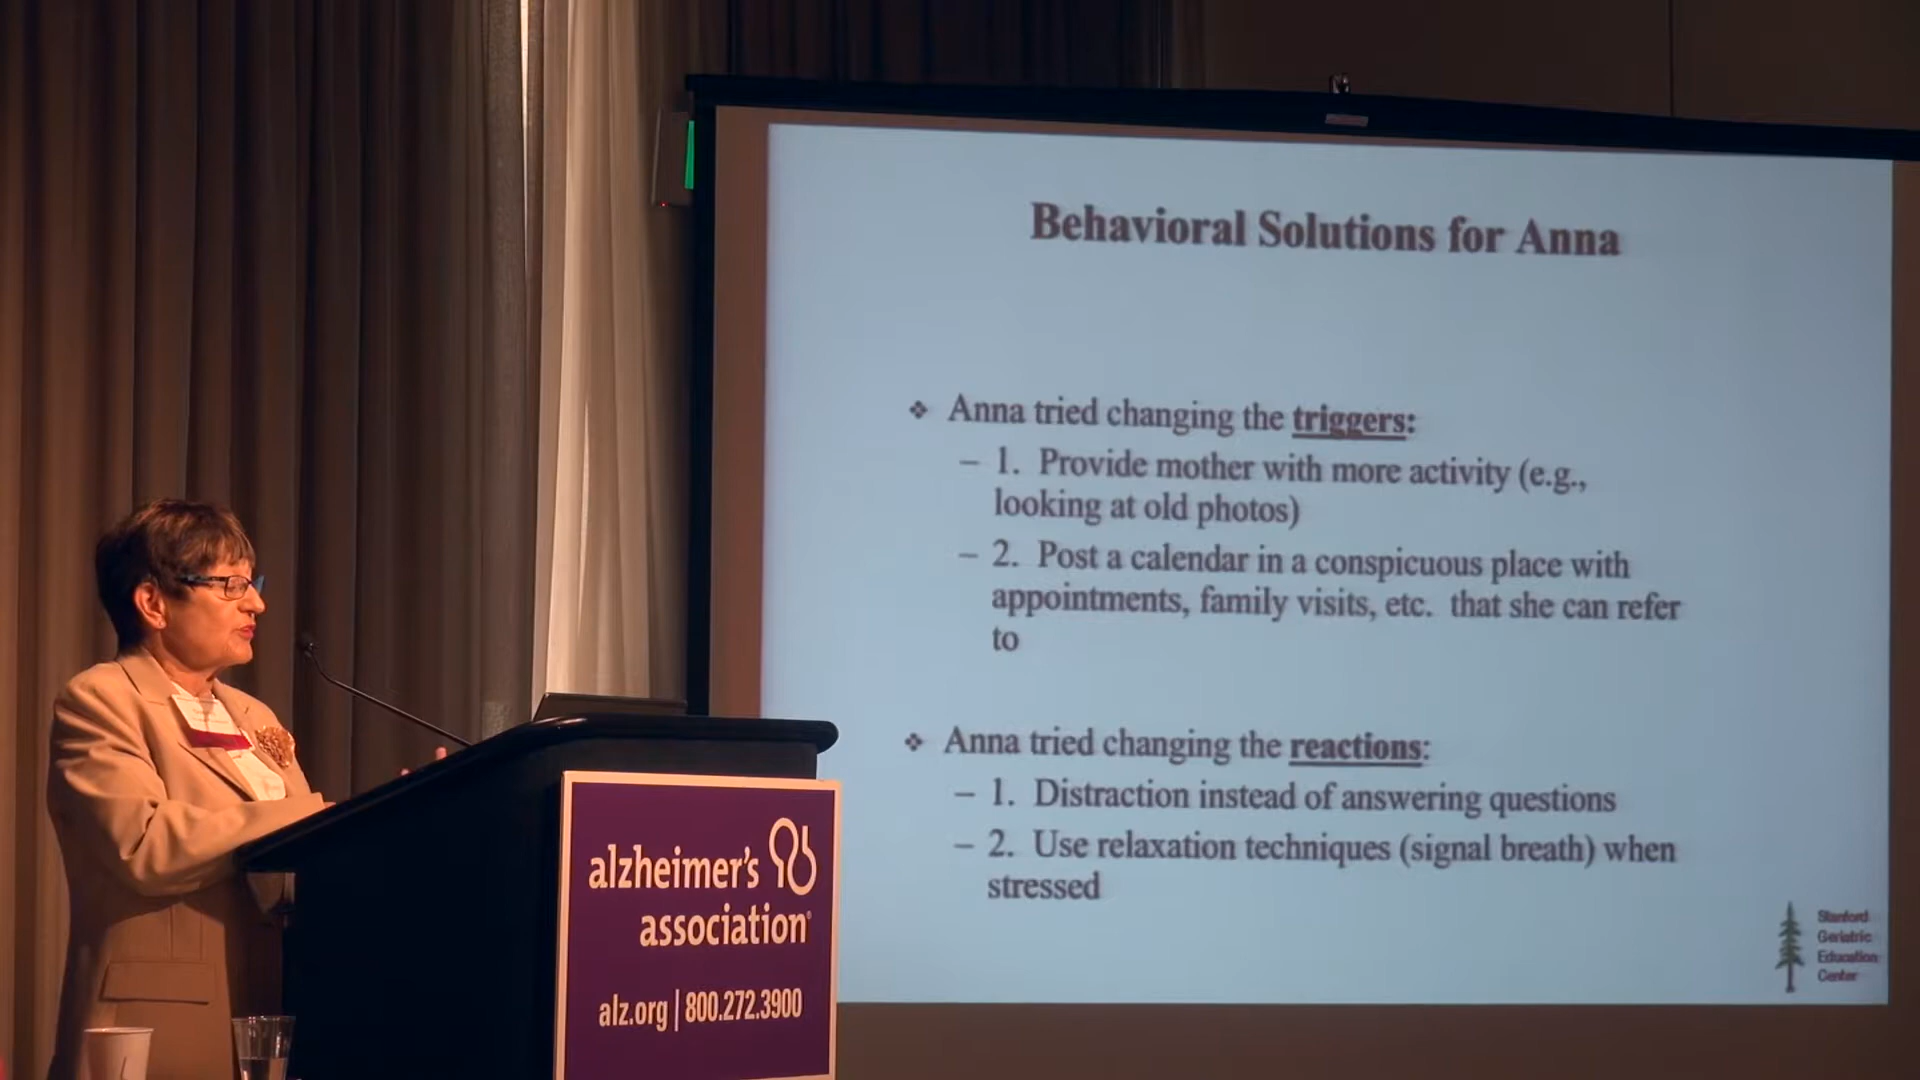 Behavioral Solutions for Anna
❖ Anna tried changing the triggers:
– 1. Provide mother with more activity (e.g.,
looking at old photos)
– 2. Post a calendar in a conspicuous place with
appointments, family visits, etc. that she can refer
to
❖ Anna tried changing the reactions:
– 1. Distraction instead of answering questions
– 2. Use relaxation techniques (signal breath) when
stressed
Stanford
Geriatric
Education
Center
alzheimer's
association®
alz.org | 800.272.3900